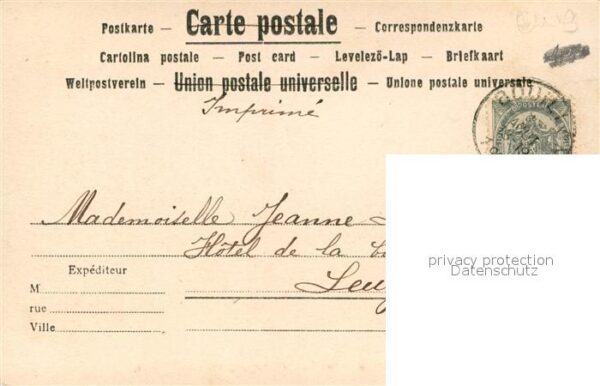 Postkarte — Carte postale — Correspondenzkarte
Cartolina postale — Post card — Levelező-Lap — Briefkaart
Weltpostverein — Union postale universelle — Unione postale universale
Imprimé
Mademoiselle Jeanne
Hôtel de la
Expéditeur
M
rue
Ville
privacy protection
Datenschutz